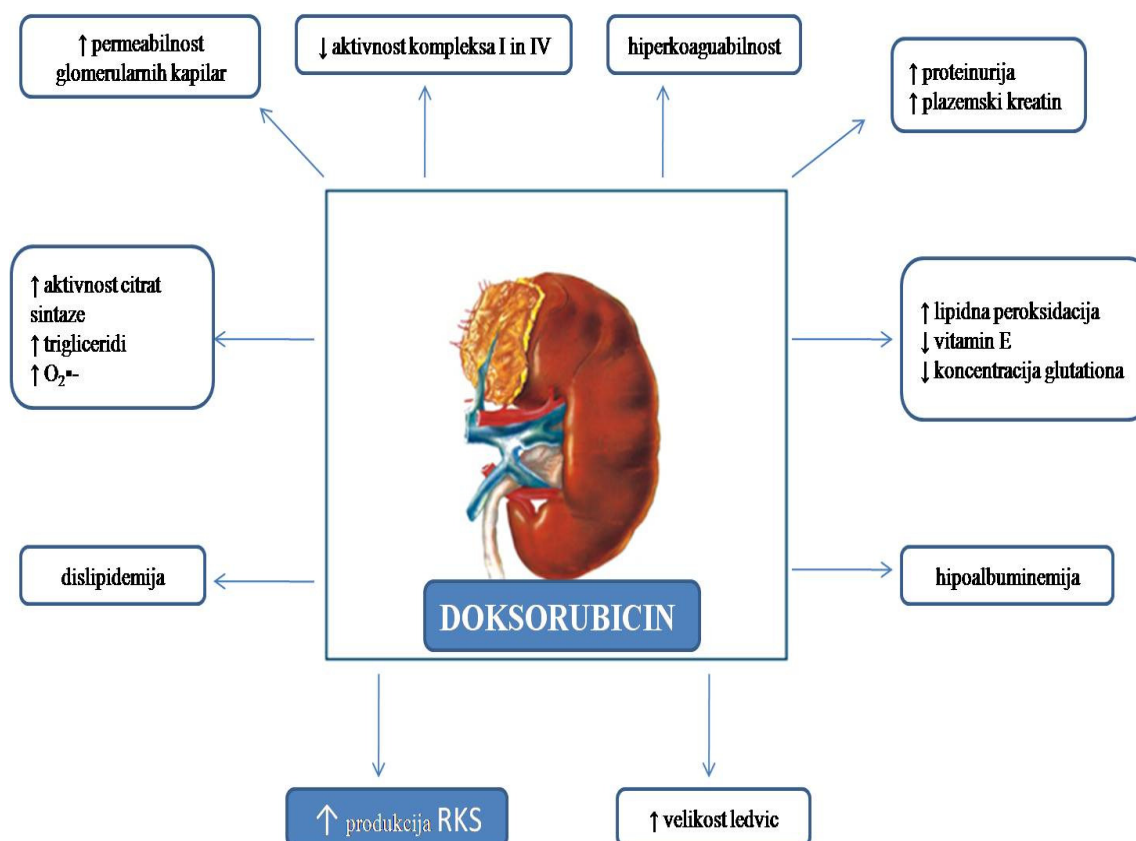 ↑ permeabilnost
glomerularnih kapilar
↓ aktivnost kompleksa I in IV
hiperkoaguabilnost
↑ proteinurija
↑ plazemski kreatin
↑ aktivnost citrat
sintaze
↑ trigliceridi
↑ O₂▪-
↑ lipidna peroksidacija
↓ vitamin E
↓ koncentracija glutationa
dislipidemija
DOKSORUBICIN
hipoalbuminemija
↑ produkcija RKS
↑ velikost ledvic